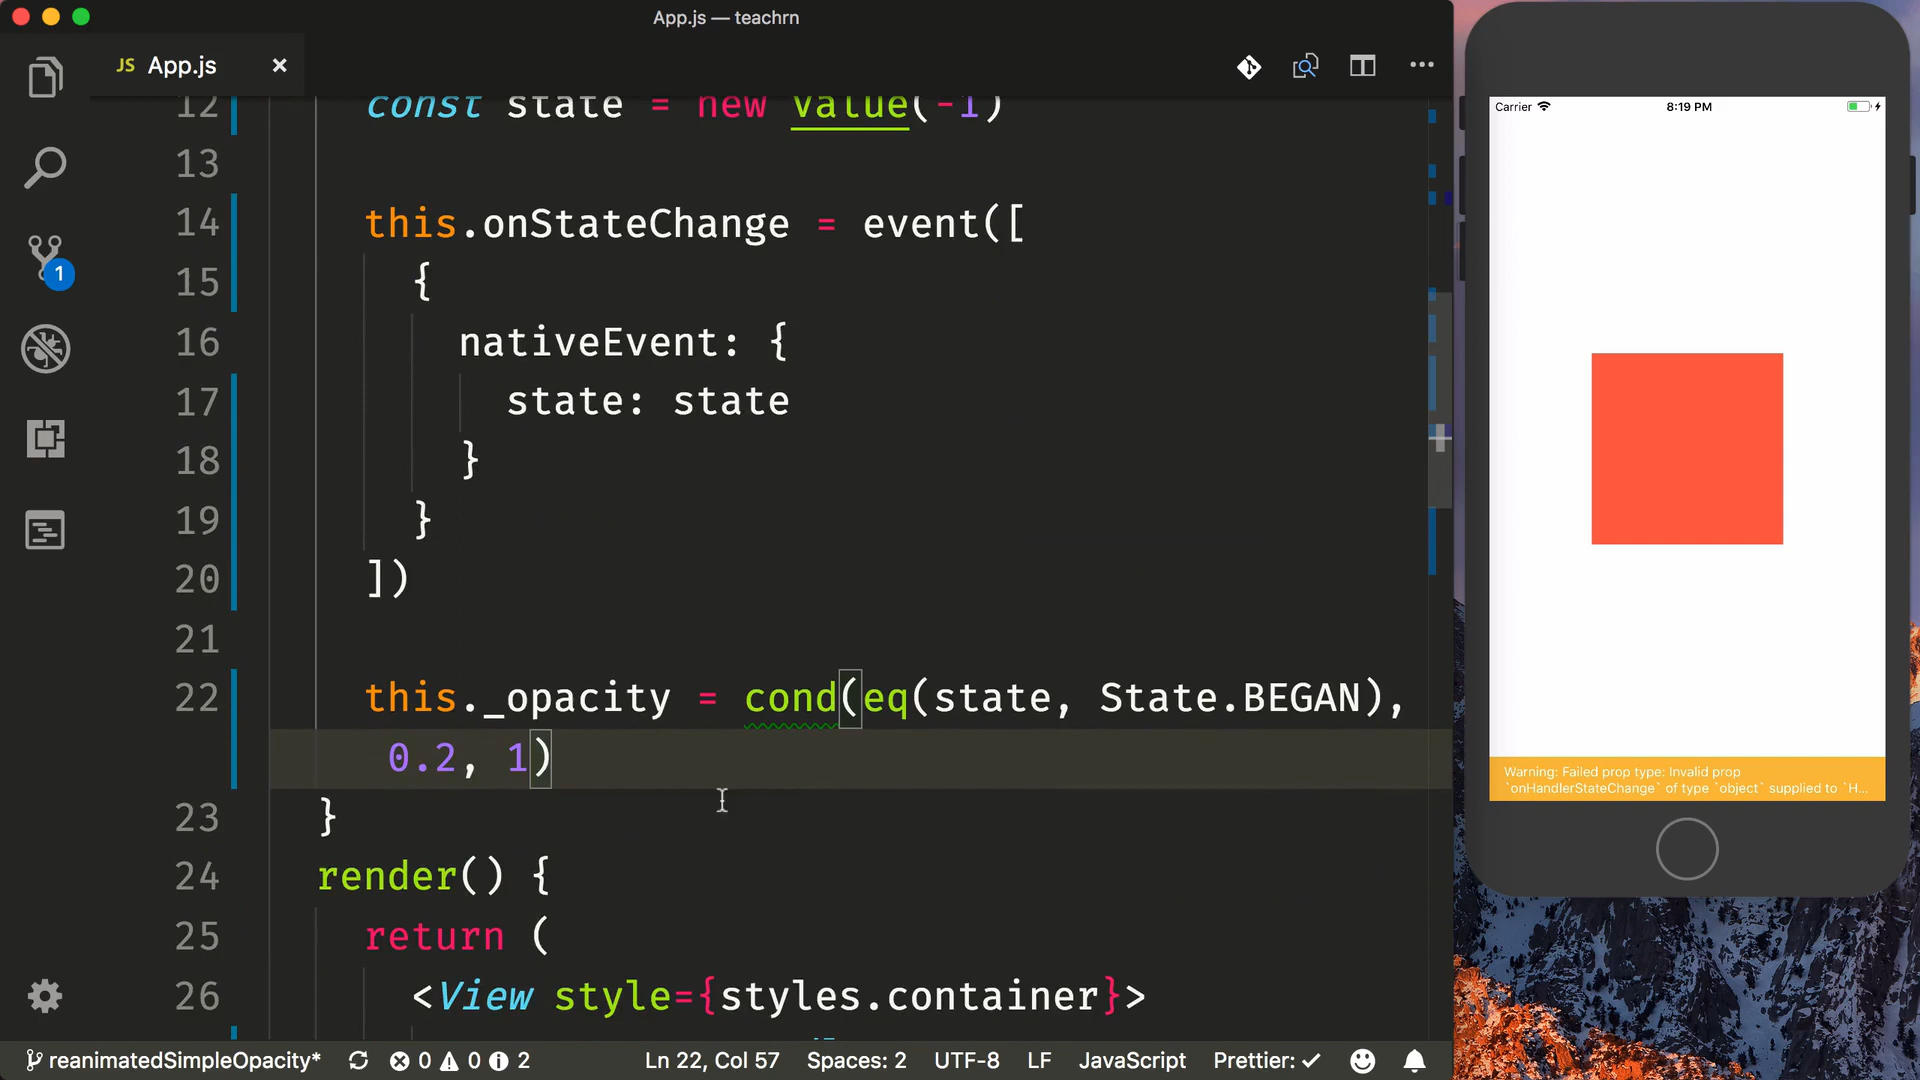 App.js — teachrn
JS App.js ×
12 const state = new Value(-1)
13
14 this.onStateChange = event([
15 {
16 nativeEvent: {
17 state: state
18 }
19 }
20 ])
21
22 this._opacity = cond(eq(state, State.BEGAN),
0.2, 1)
23 }
24 render() {
25 return (
26 <View style={styles.container}>
1
reanimatedSimpleOpacity* 0 0 2 Ln 22, Col 57 Spaces: 2 UTF-8 LF JavaScript Prettier: ✓
Carrier 8:19 PM
Warning: Failed prop type: Invalid prop
`onHandlerStateChange` of type `object` supplied to `H...